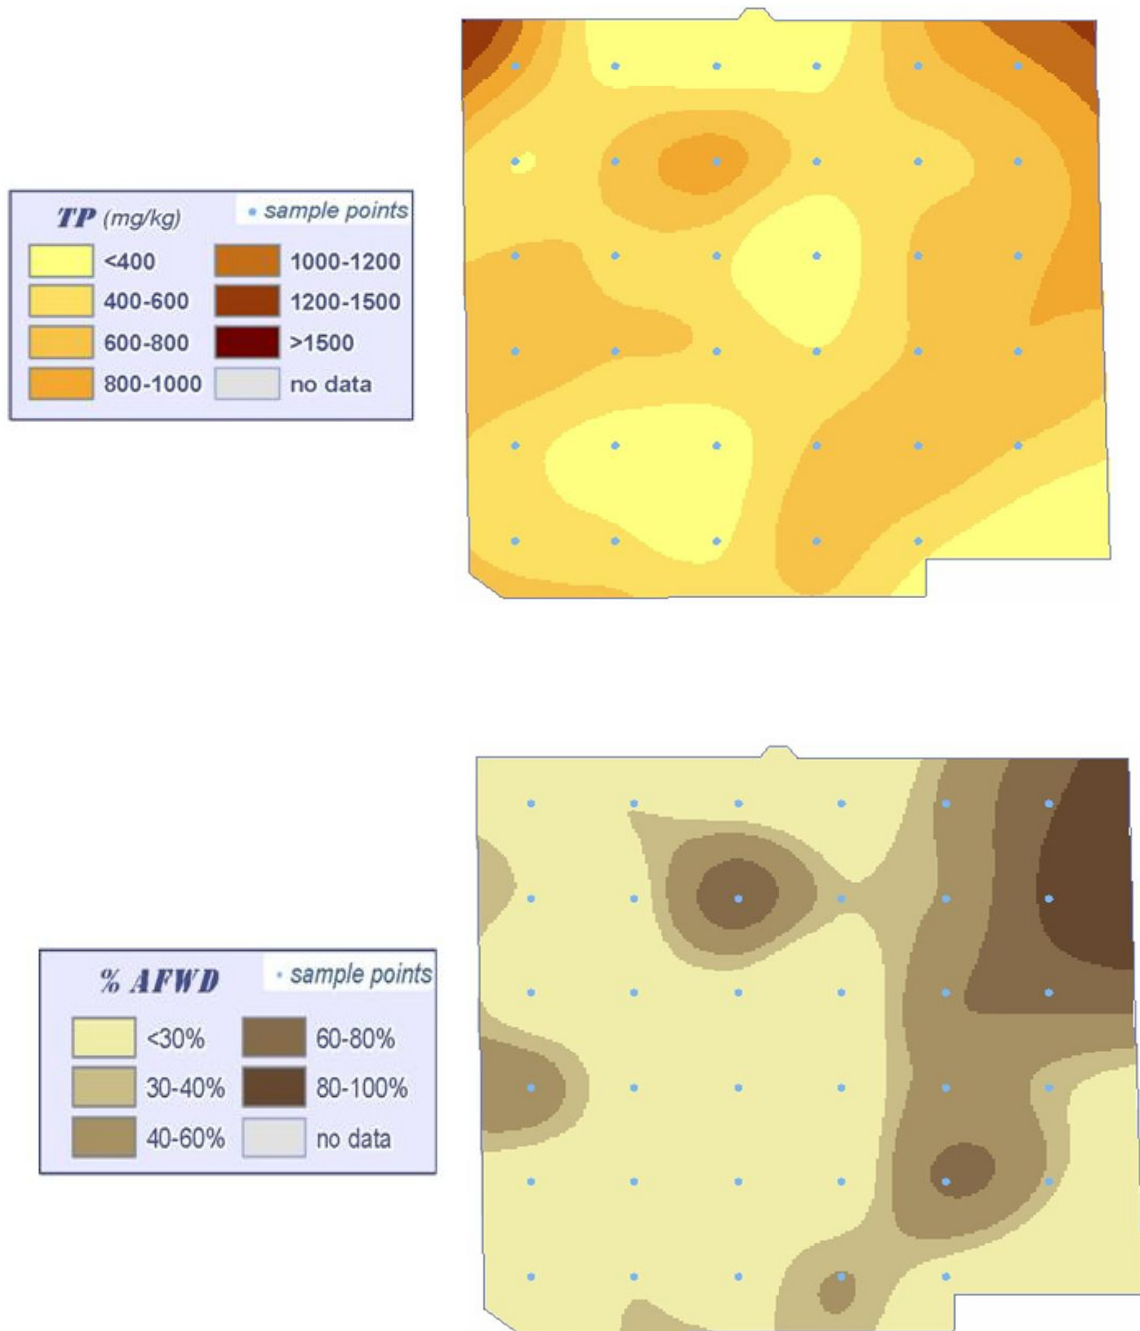 TP (mg/kg) sample points
<400 1000-1200
400-600 1200-1500
600-800 >1500
800-1000 no data
% AFWD sample points
<30% 60-80%
30-40% 80-100%
40-60% no data